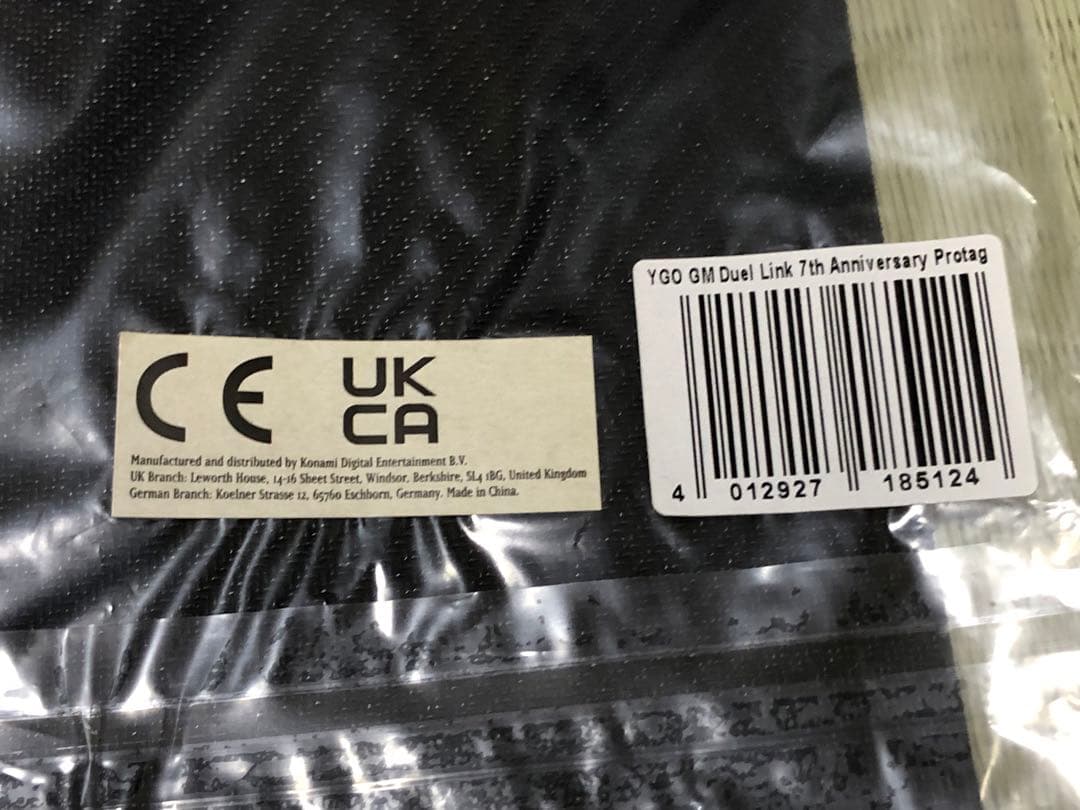 CE
UK
CA
Manufactured and distributed by Konami Digital Entertainment B.V.
UK Branch: Leworth House, 14-16 Sheet Street, Windsor, Berkshire, SL4 1BG, United Kingdom
German Branch: Koelner Strasse 12, 65760 Eschborn, Germany. Made in China.
YGO GM Duel Link 7th Anniversary Protag
4 012927 185124